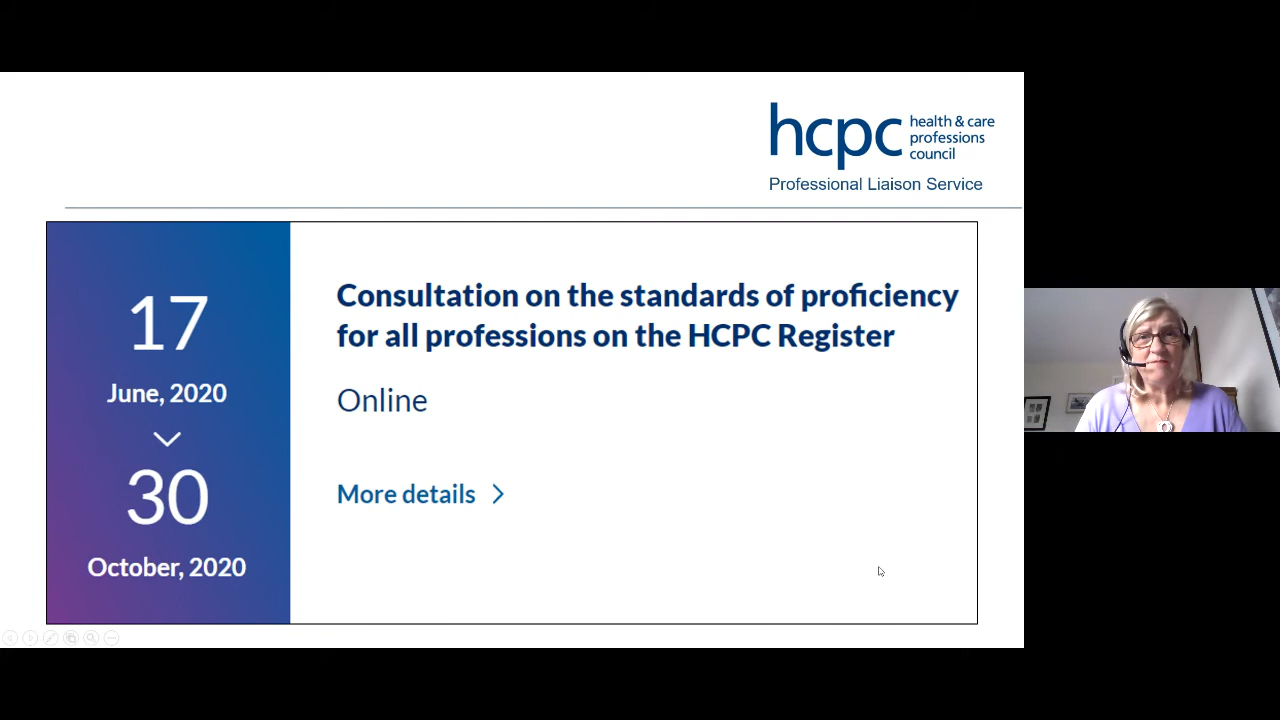 hcpc
health & care
professions
council
Professional Liaison Service
17
June, 2020
30
October, 2020
Consultation on the standards of proficiency
for all professions on the HCPC Register
Online
More details